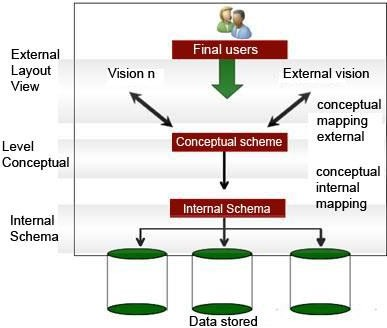 Final users
External
Layout
View
Vision n
External vision
conceptual
mapping
external
Level
Conceptual
Conceptual scheme
conceptual
internal
mapping
Internal
Schema
Internal Schema
Data stored